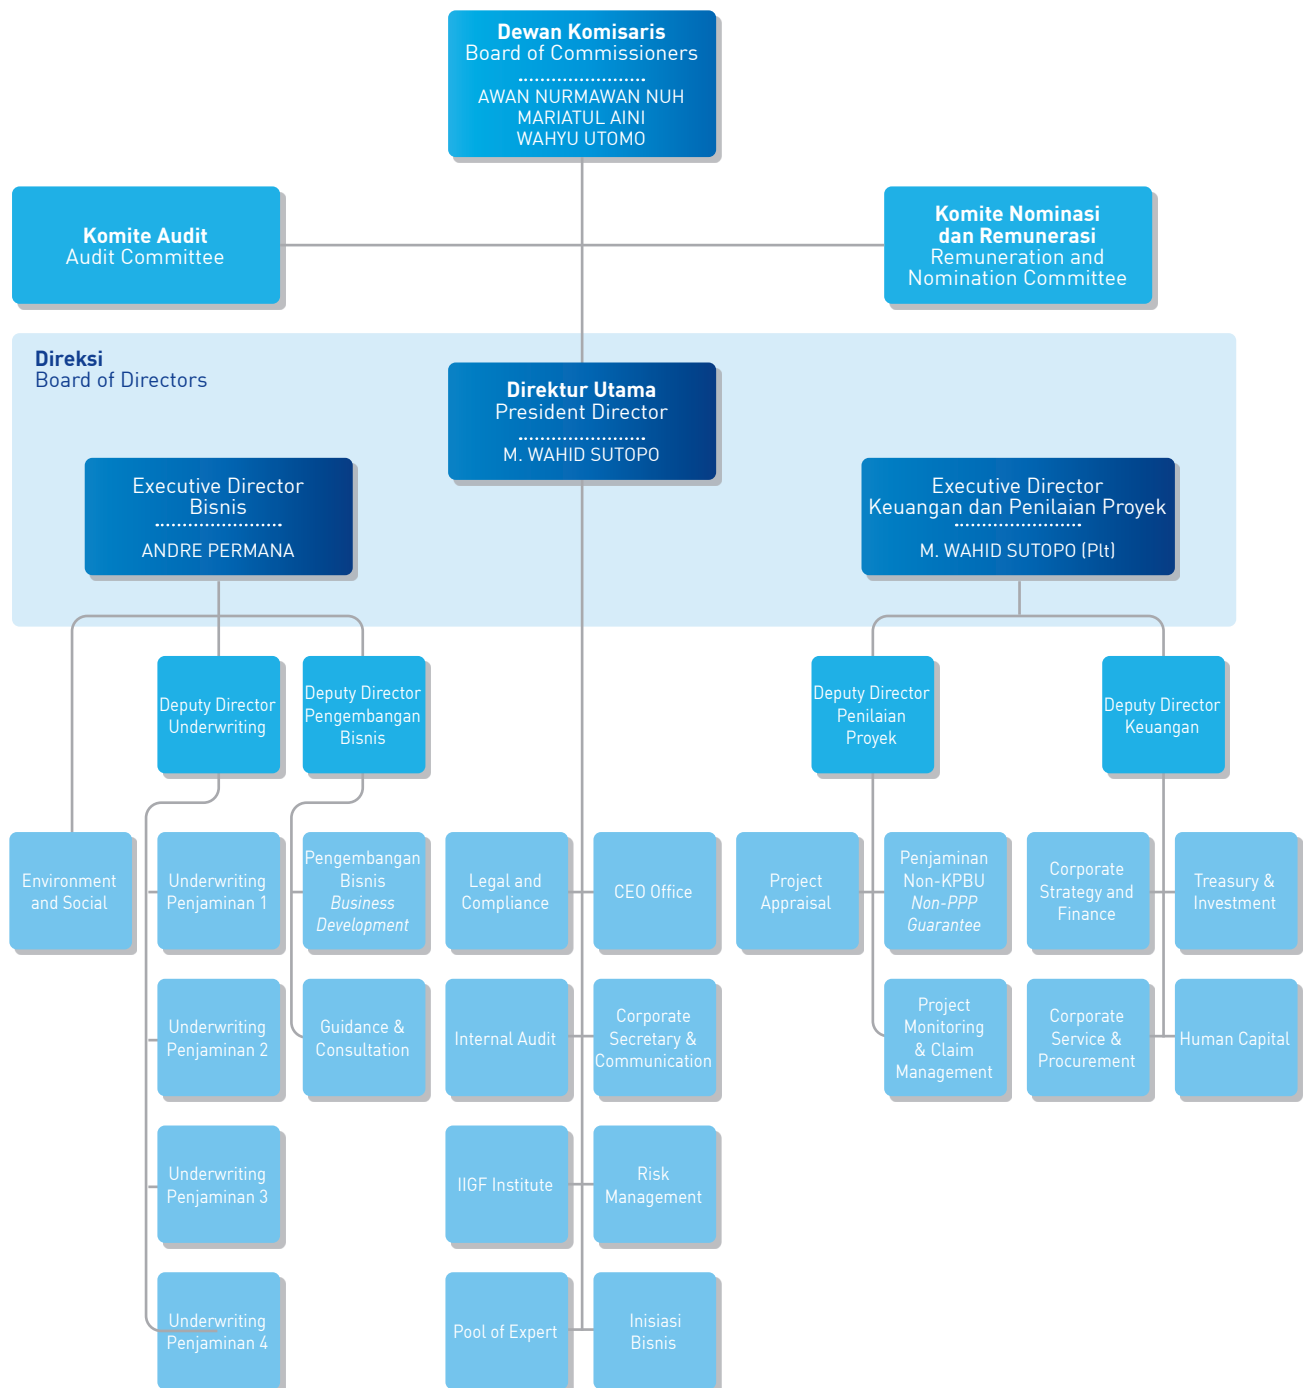 Dewan Komisaris
Board of Commissioners
AWAN NURMAWAN NUH
MARIATUL AINI
WAHYU UTOMO
Komite Audit
Audit Committee
Komite Nominasi
dan Remunerasi
Remuneration and
Nomination Committee
Direksi
Board of Directors
Direktur Utama
President Director
M. WAHID SUTOPO
Executive Director
Bisnis
ANDRE PERMANA
Executive Director
Keuangan dan Penilaian Proyek
M. WAHID SUTOPO (Plt)
Deputy Director
Underwriting
Deputy Director
Pengembangan
Bisnis
Deputy Director
Penilaian
Proyek
Deputy Director
Keuangan
Environment
and Social
Underwriting
Penjaminan 1
Pengembangan
Bisnis
Business
Development
Legal and
Compliance
CEO Office
Project
Appraisal
Penjaminan
Non-KPBU
Non-PPP
Guarantee
Corporate
Strategy and
Finance
Treasury &
Investment
Underwriting
Penjaminan 2
Guidance &
Consultation
Internal Audit
Corporate
Secretary &
Communication
Project
Monitoring
& Claim
Management
Corporate
Service &
Procurement
Human Capital
Underwriting
Penjaminan 3
IIGF Institute
Risk
Management
Underwriting
Penjaminan 4
Pool of Expert
Inisiasi
Bisnis